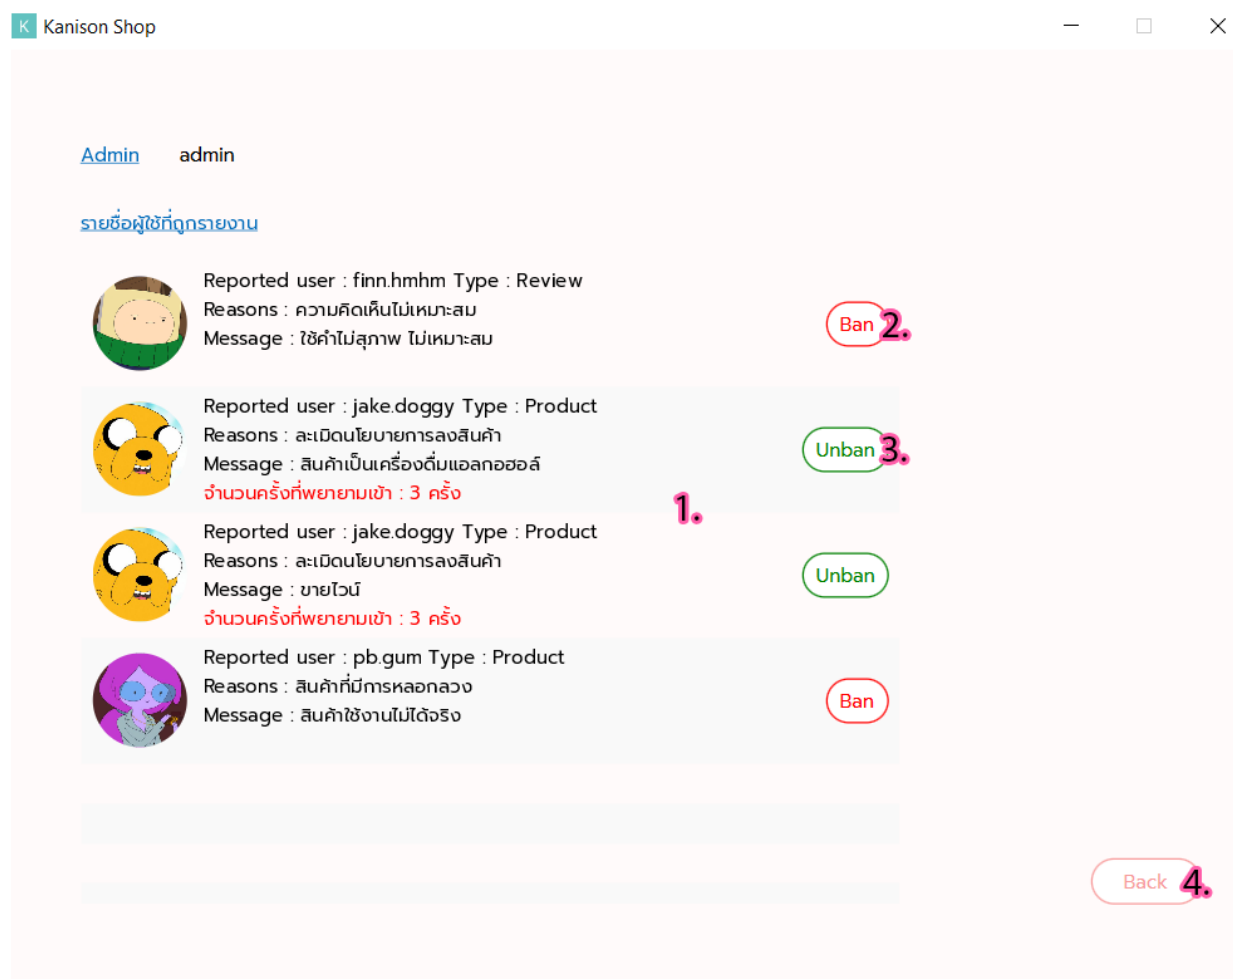 K Kanison Shop
Admin admin
รายชื่อผู้ใช้ที่ถูกรายงาน
Reported user : finn.hmhm Type : Review
Reasons : ความคิดเห็นไม่เหมาะสม
Message : ใช้คำไม่สุภาพ ไม่เหมาะสม
Ban 2.
Reported user : jake.doggy Type : Product
Reasons : ละเมิดนโยบายการลงสินค้า
Message : สินค้าเป็นเครื่องดื่มแอลกอฮอล์
จำนวนครั้งที่พยายามเข้า : 3 ครั้ง
Unban 3.
1.
Reported user : jake.doggy Type : Product
Reasons : ละเมิดนโยบายการลงสินค้า
Message : ขายไวน์
จำนวนครั้งที่พยายามเข้า : 3 ครั้ง
Unban
Reported user : pb.gum Type : Product
Reasons : สินค้าที่มีการหลอกลวง
Message : สินค้าใช้งานไม่ได้จริง
Ban
Back 4.